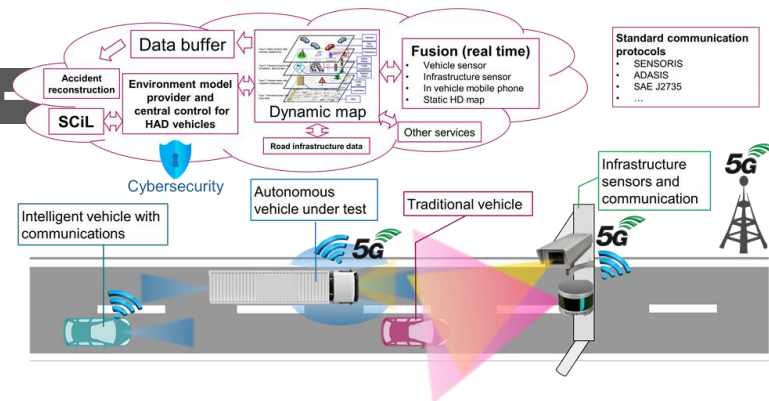 Data buffer
Accident
reconstruction
Environment model
provider and
central control for
HAD vehicles
SCiL
Dynamic map
Road infrastructure data
Fusion (real time)
• Vehicle sensor
• Infrastructure sensor
• In vehicle mobile phone
• Static HD map
Other services
Standard communication
protocols
• SENSORIS
• ADASIS
• SAE J2735
• …
Cybersecurity
Intelligent vehicle with
communications
Autonomous
vehicle under test
Traditional vehicle
Infrastructure
sensors and
communication
5G
5G
5G